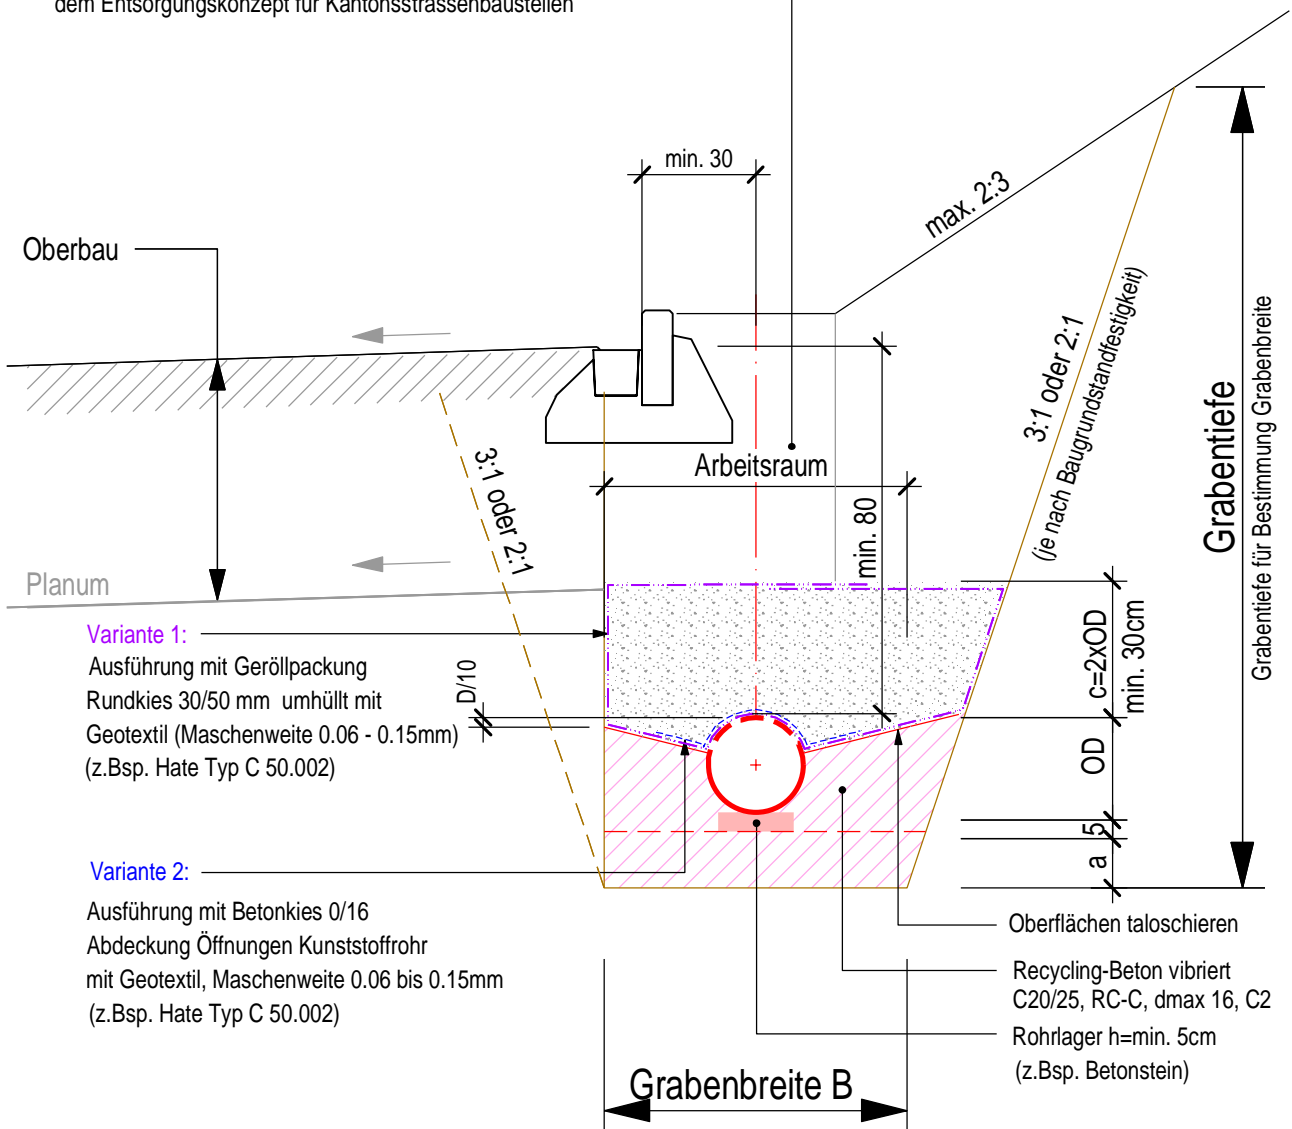 dem Entsorgungskonzept für Kantonsstrassenbaustellen
min. 30
max. 2:3
Oberbau
3:1 oder 2:1
(je nach Baugrundstandfestigkeit)
Grabentiefe
Grabentiefe für Bestimmung Grabenbreite
Arbeitsraum
3:1 oder 2:1
min. 80
Planum
Variante 1:
Ausführung mit Geröllpackung
Rundkies 30/50 mm umhüllt mit
Geotextil (Maschenweite 0.06 - 0.15mm)
(z.Bsp. Hate Typ C 50.002)
D/10
c=2xOD
min. 30cm
OD
5
a
Variante 2:
Ausführung mit Betonkies 0/16
Abdeckung Öffnungen Kunststoffrohr
mit Geotextil, Maschenweite 0.06 bis 0.15mm
(z.Bsp. Hate Typ C 50.002)
Oberflächen taloschieren
Recycling-Beton vibriert
C20/25, RC-C, dmax 16, C2
Rohrlager h=min. 5cm
(z.Bsp. Betonstein)
Grabenbreite B